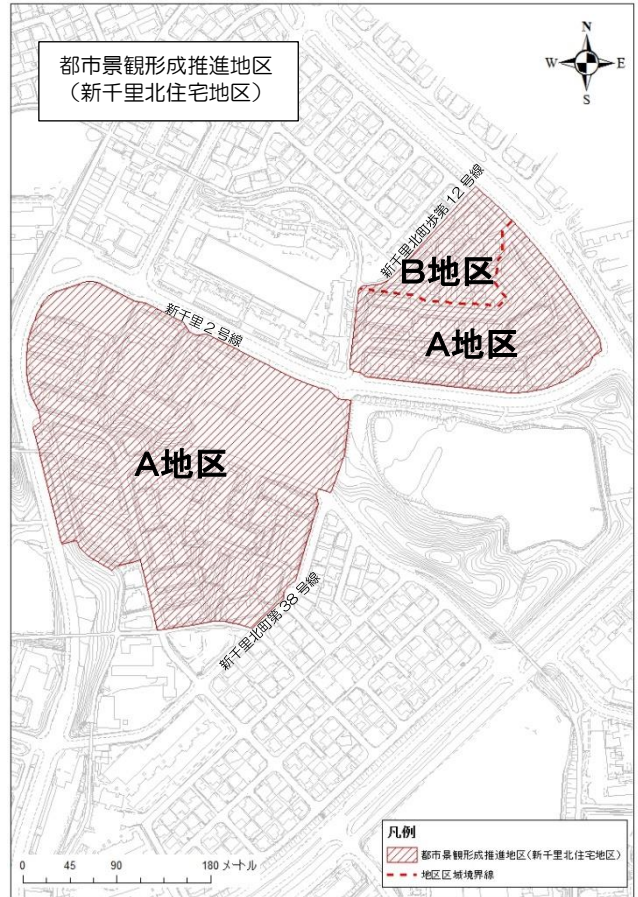 都市景観形成推進地区
（新千里北住宅地区）
N
W E
S
新千里北町歩第12号線
B地区
新千里2号線
A地区
A地区
新千里北町第38号線
凡例
都市景観形成推進地区(新千里北住宅地区)
地区区域境界線
0 45 90 180 メートル